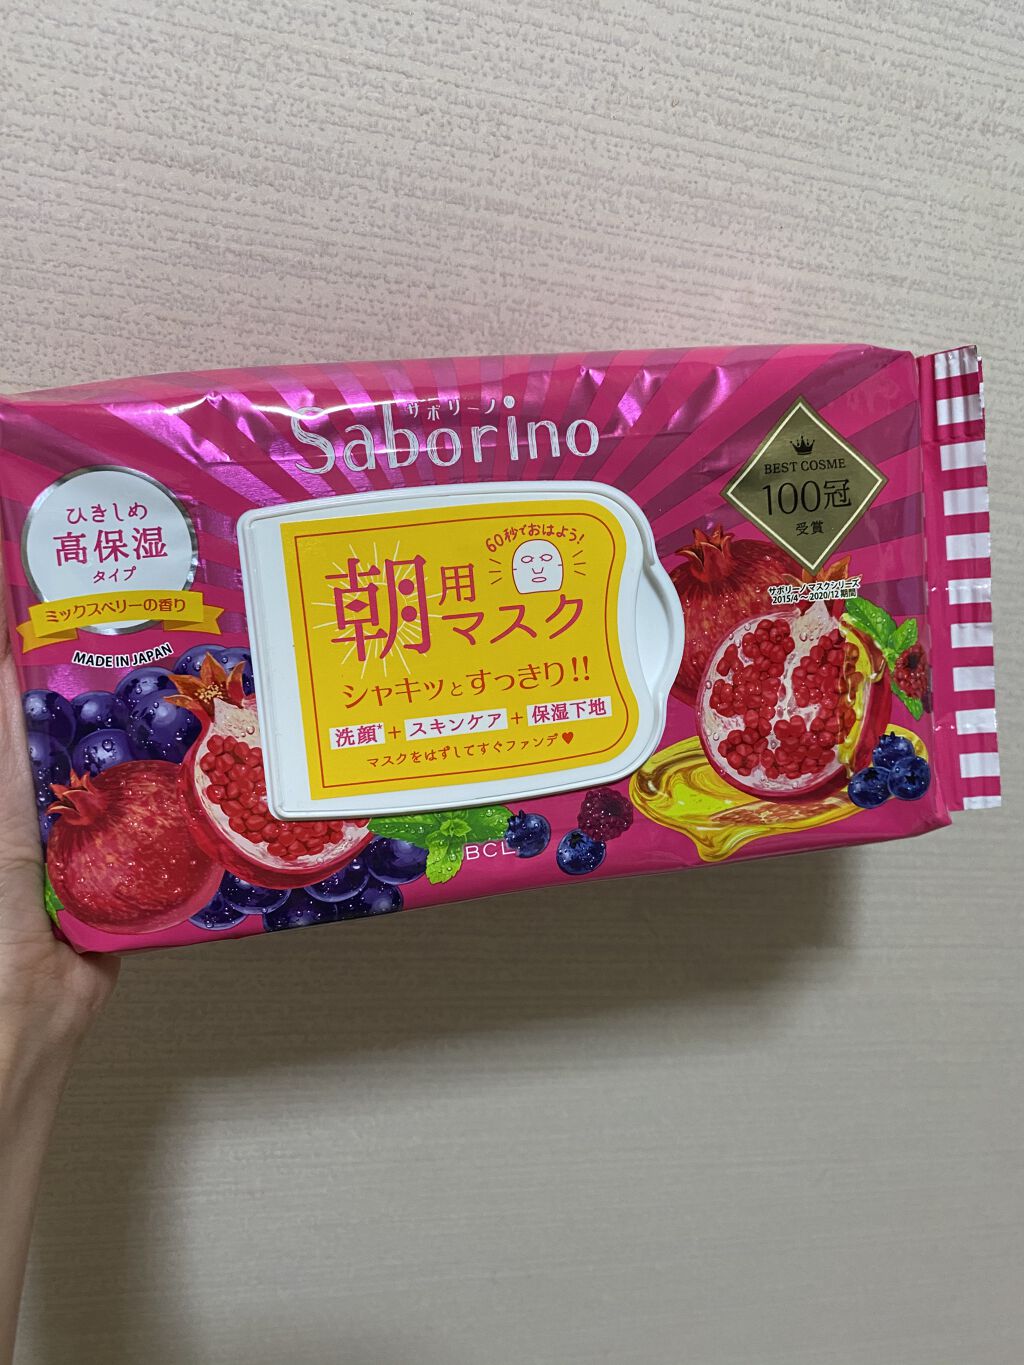 サボリーノ
Saborino
BEST COSME
100冠
受賞
サボリーノマスクシリーズ
2015/4～2020/12期間
ひきしめ
高保湿
タイプ
ミックスベリーの香り
MADE IN JAPAN
60秒でおはよう!
朝用
マスク
シャキッとすっきり!!
洗顔*+スキンケア+保湿下地
マスクをはずしてすぐファンデ♥
BCL